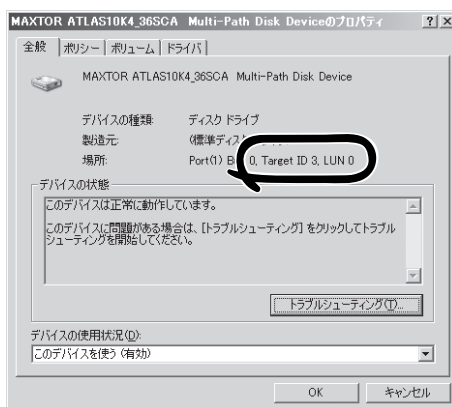 MAXTOR ATLAS10K4_36SCA Multi-Path Disk Deviceのプロパティ
全般 ポリシー ボリューム ドライバ
MAXTOR ATLAS10K4_36SCA Multi-Path Disk Device
デバイスの種類: ディスク ドライブ
製造元: (標準ディス
場所: Port(1) 0, Target ID 3, LUN 0
デバイスの状態
このデバイスは正常に動作しています。
このデバイスに問題がある場合は、[トラブルシューティング] をクリックしてトラブル
シューティングを開始してください。
トラブルシューティング(T)...
デバイスの使用状況(D):
このデバイスを使う (有効)
OK キャンセル